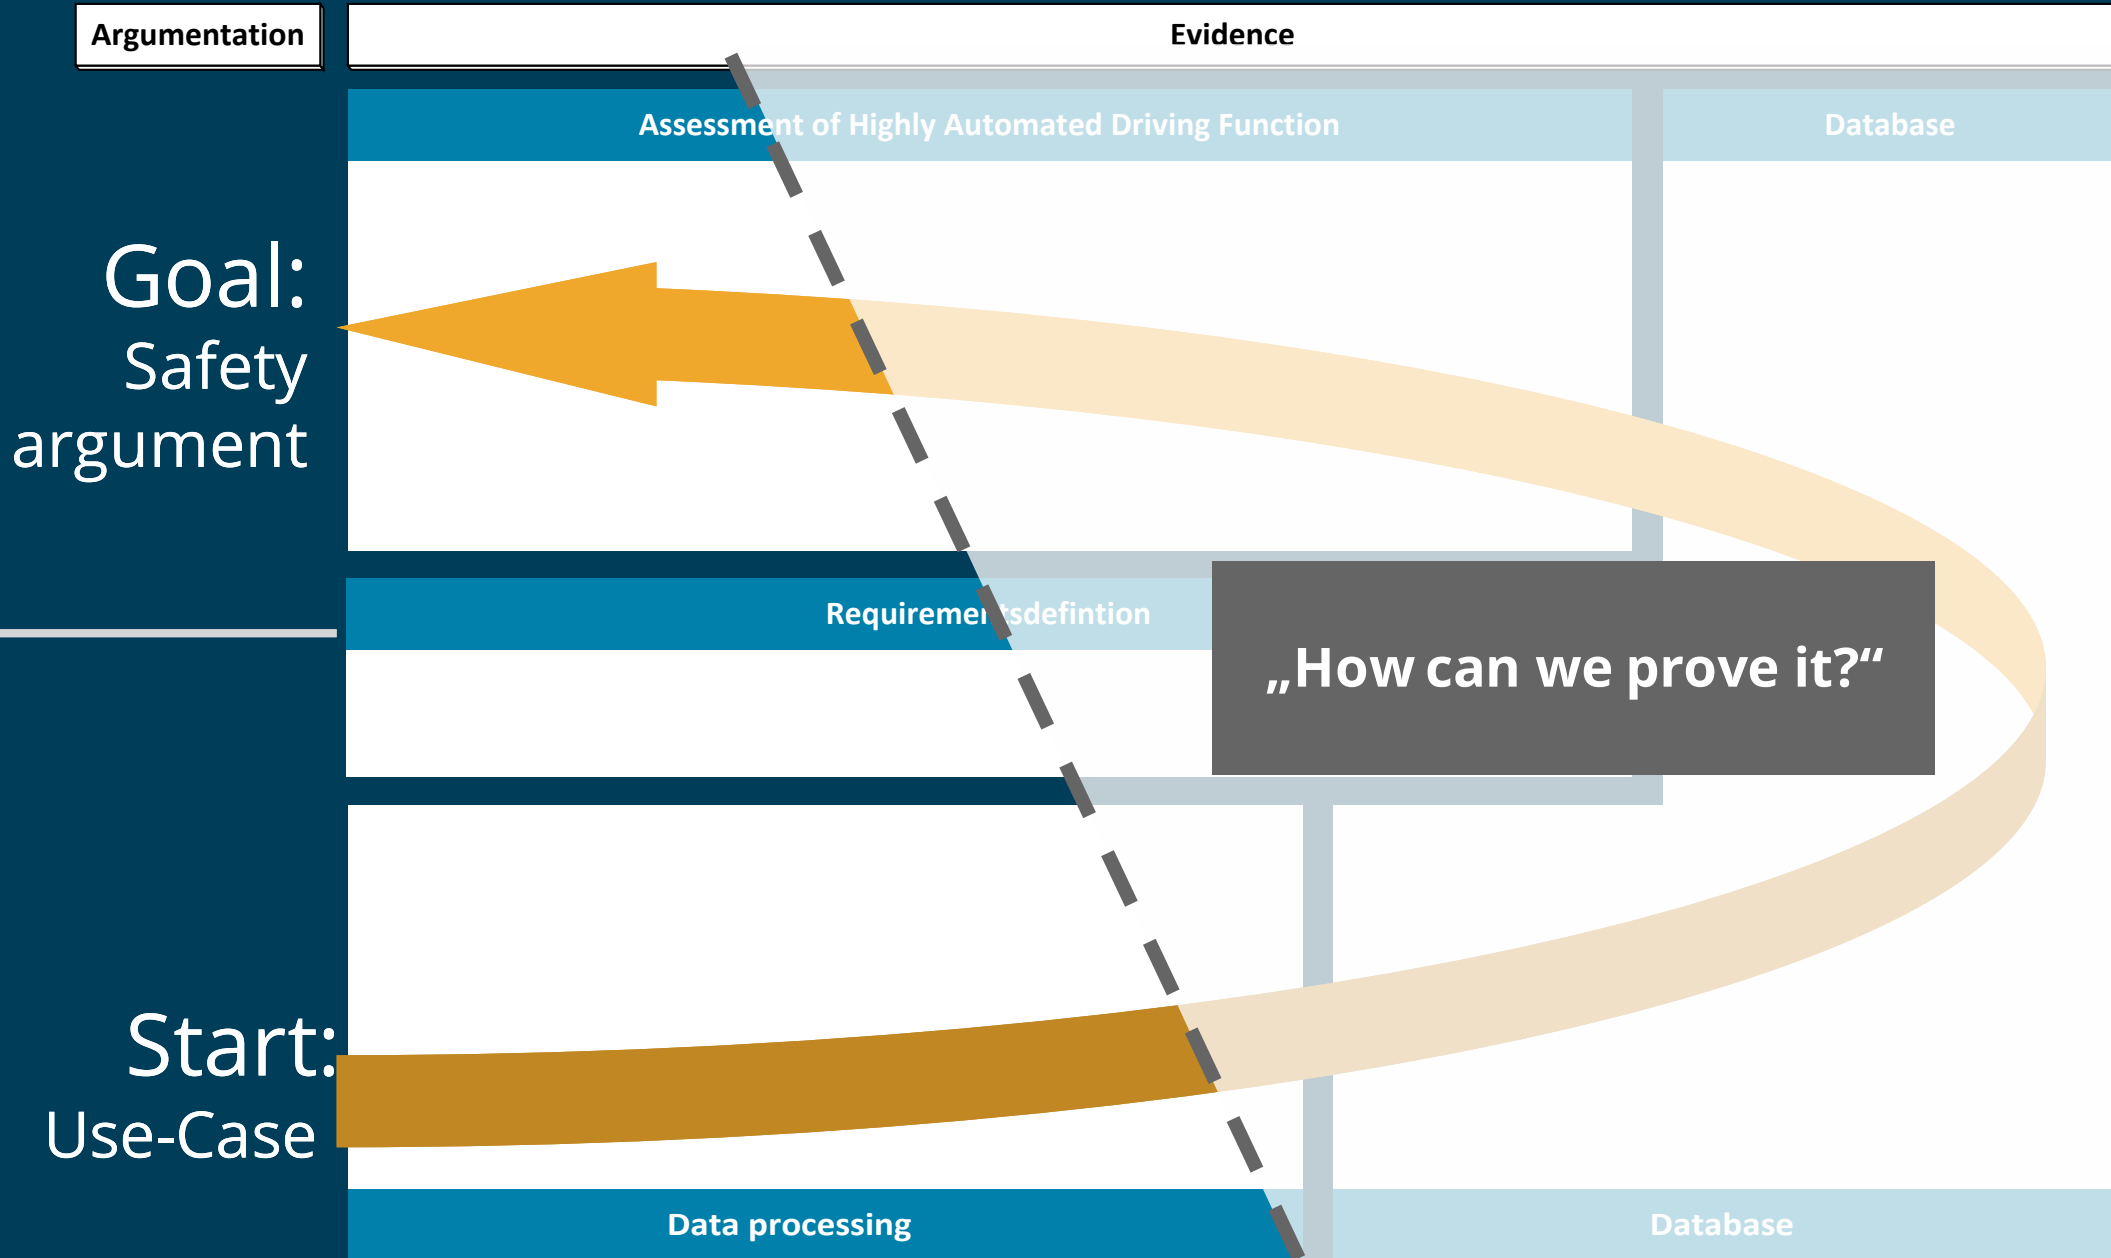 Argumentation
Evidence
Assessment of Highly Automated Driving Function
Database
Goal:
Safety
argument
Requirementsdefintion
„How can we prove it?“
Start:
Use-Case
Data processing
Database